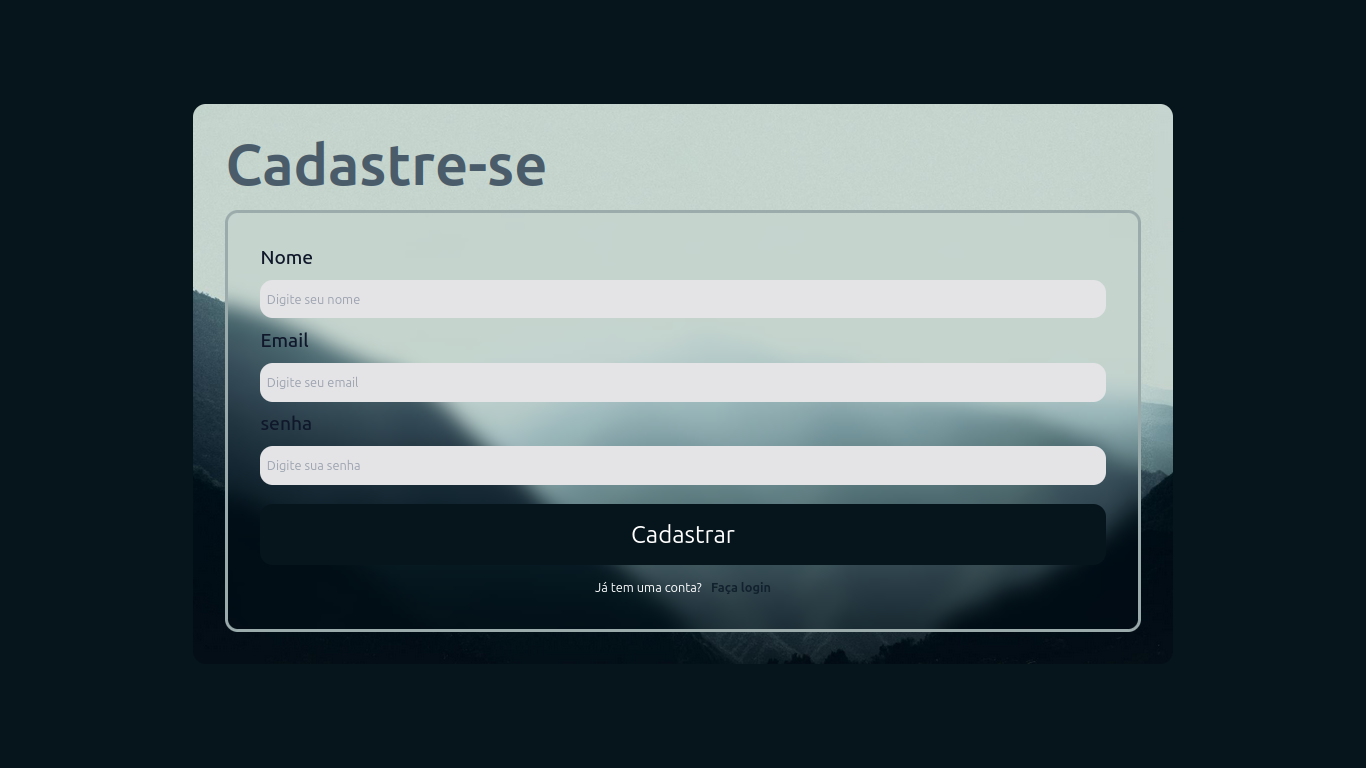 Cadastre-se
Nome
Digite seu nome
Email
Digite seu email
senha
Digite sua senha
Cadastrar
Já tem uma conta? Faça login